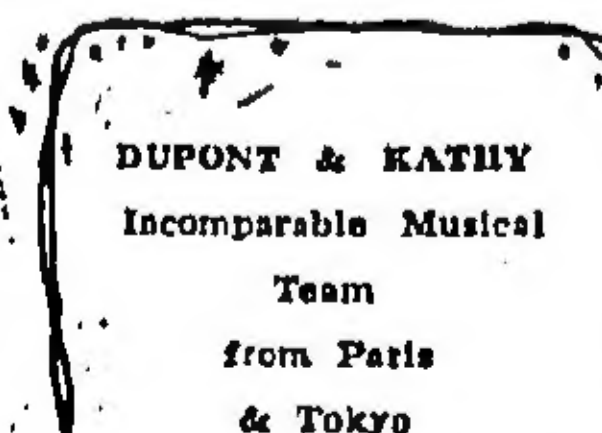 DUPONT & KATHY
Incomparable Musical
Team
from Paris
& Tokyo